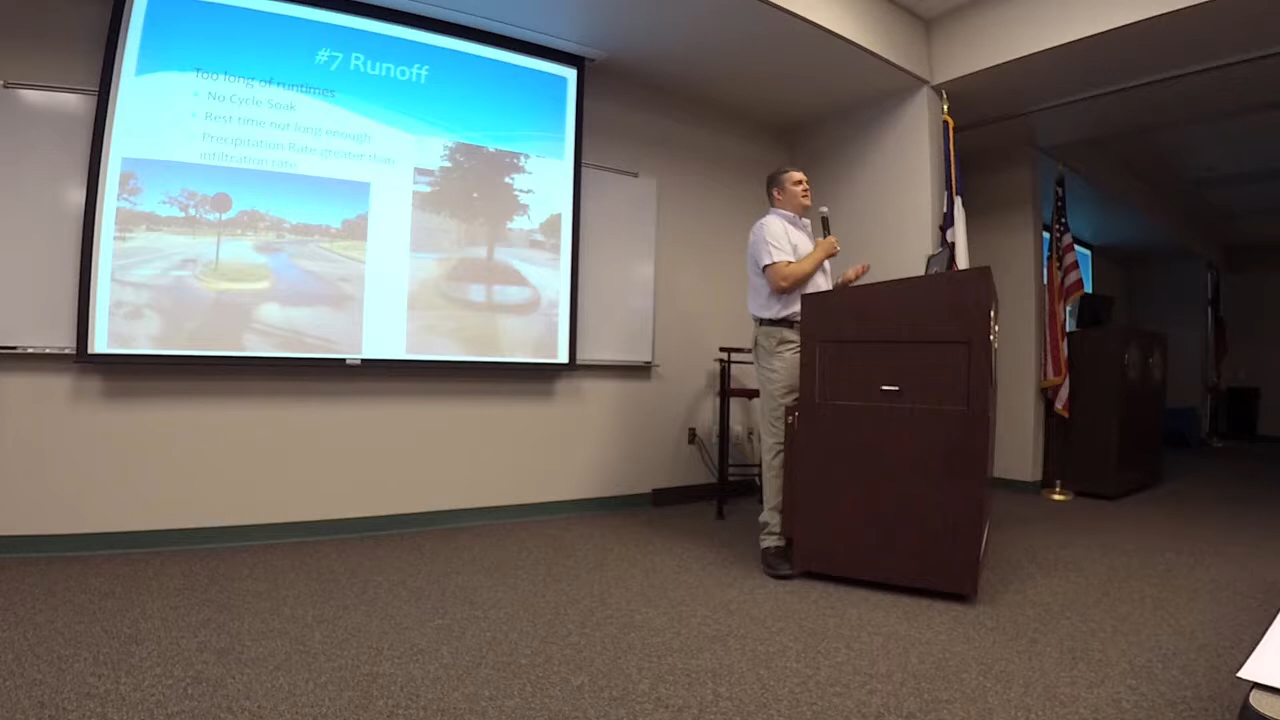 #7 Runoff
Too long of runtimes
No Cycle Soak
Rest time not long enough
Precipitation Rate greater than
infiltration rate